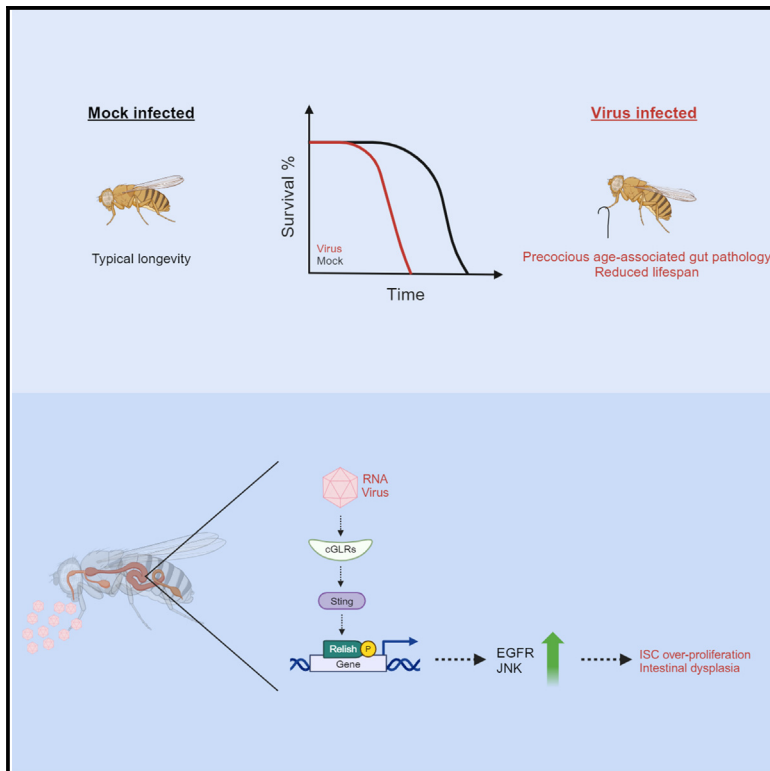 Mock infected
Typical longevity
Survival %
Virus
Mock
Time
Virus infected
Precocious age-associated gut pathology
Reduced lifespan
RNA
Virus
cGLRs
Sting
Relish
P
Gene
EGFR
JNK
ISC over-proliferation
Intestinal dysplasia